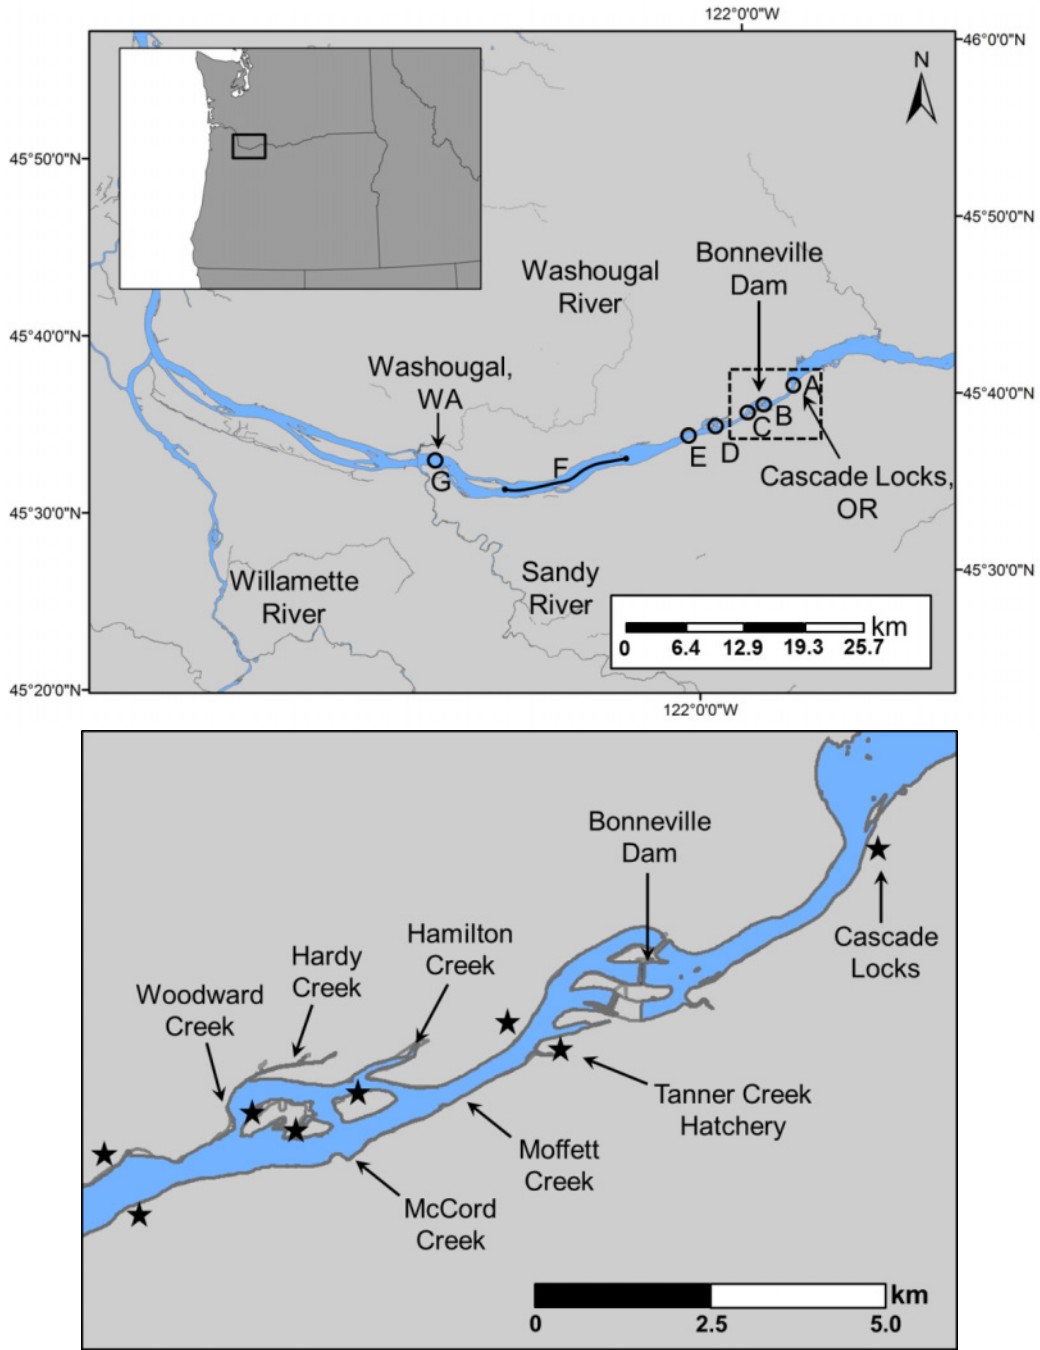 122°0'0"W
46°0'0"N
N
45°50'0"N
45°50'0"N
Bonneville
Dam
Washougal
River
45°40'0"N
Washougal,
WA
A
45°40'0"N
B
C
D
E
F
G
Cascade Locks,
OR
45°30'0"N
Willamette
River
Sandy
River
45°30'0"N
km
0 6.4 12.9 19.3 25.7
45°20'0"N
122°0'0"W
Bonneville
Dam
Cascade
Locks
Hamilton
Creek
Hardy
Creek
Woodward
Creek
Tanner Creek
Hatchery
Moffett
Creek
McCord
Creek
km
0 2.5 5.0